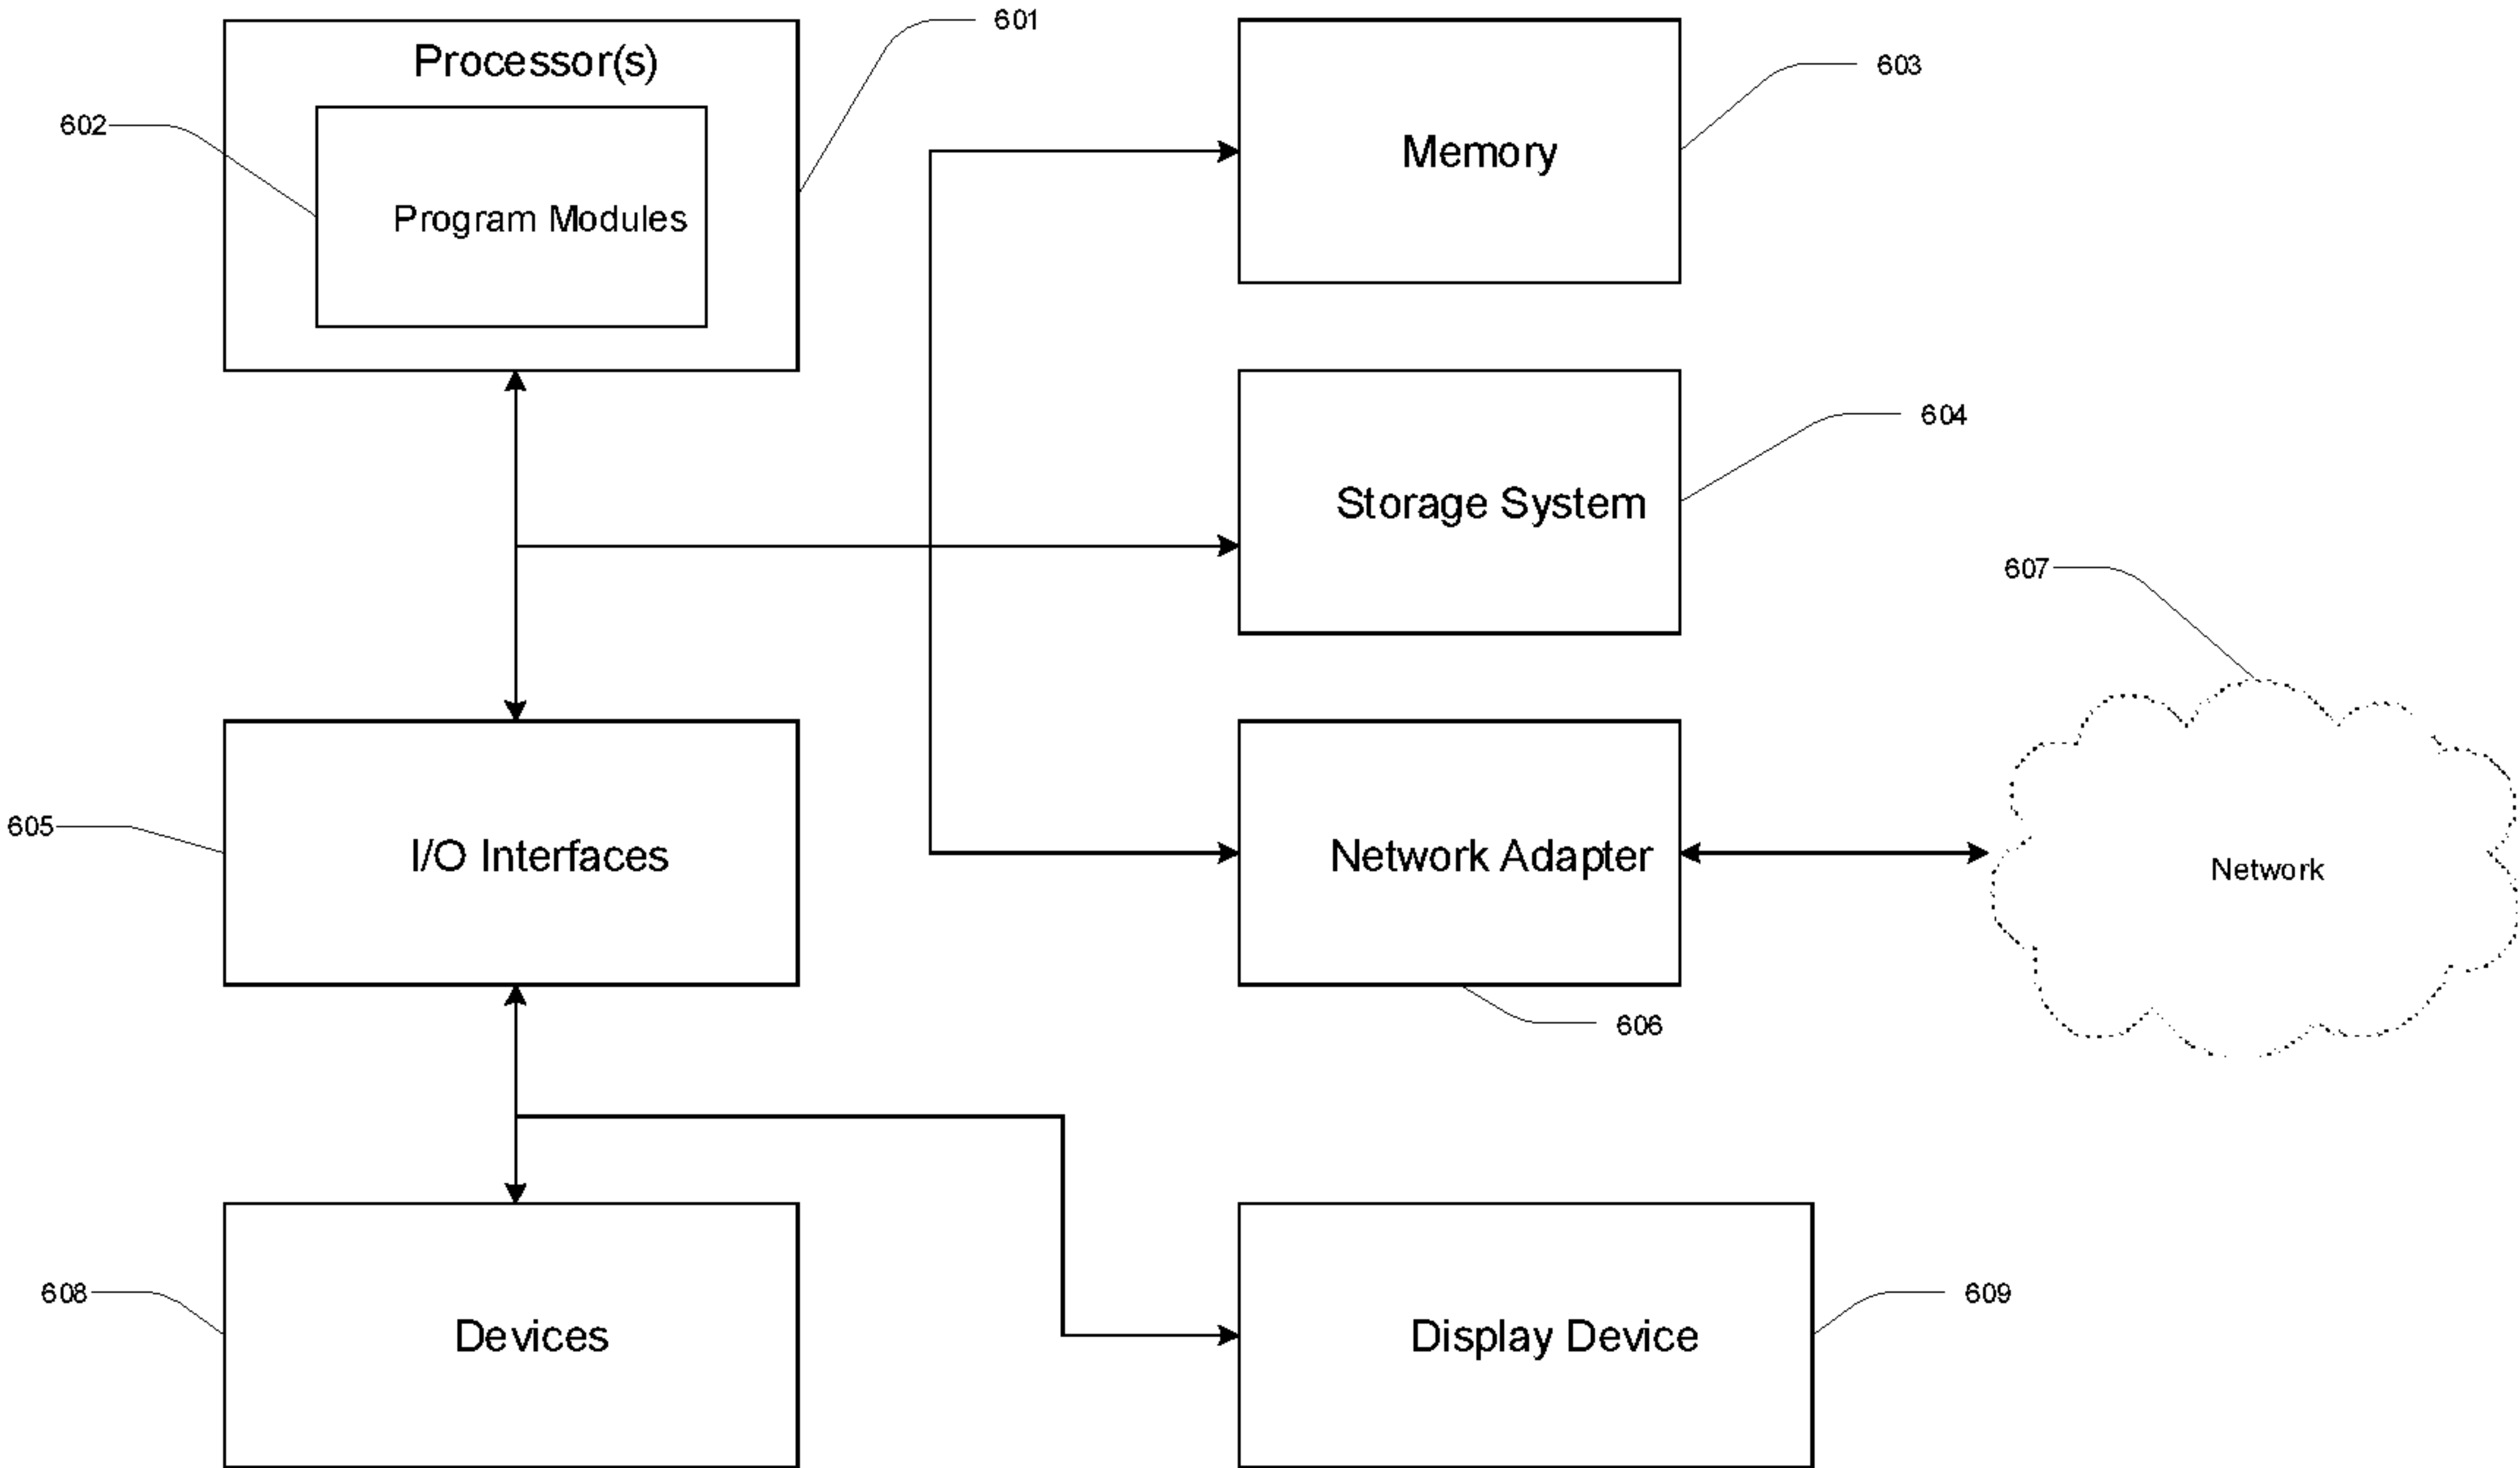 601
Processor(s)
603
602
Memory
Program Modules
604
Storage System
607
605
I/O Interfaces
Network Adapter
Network
606
608
609
Devices
Display Device